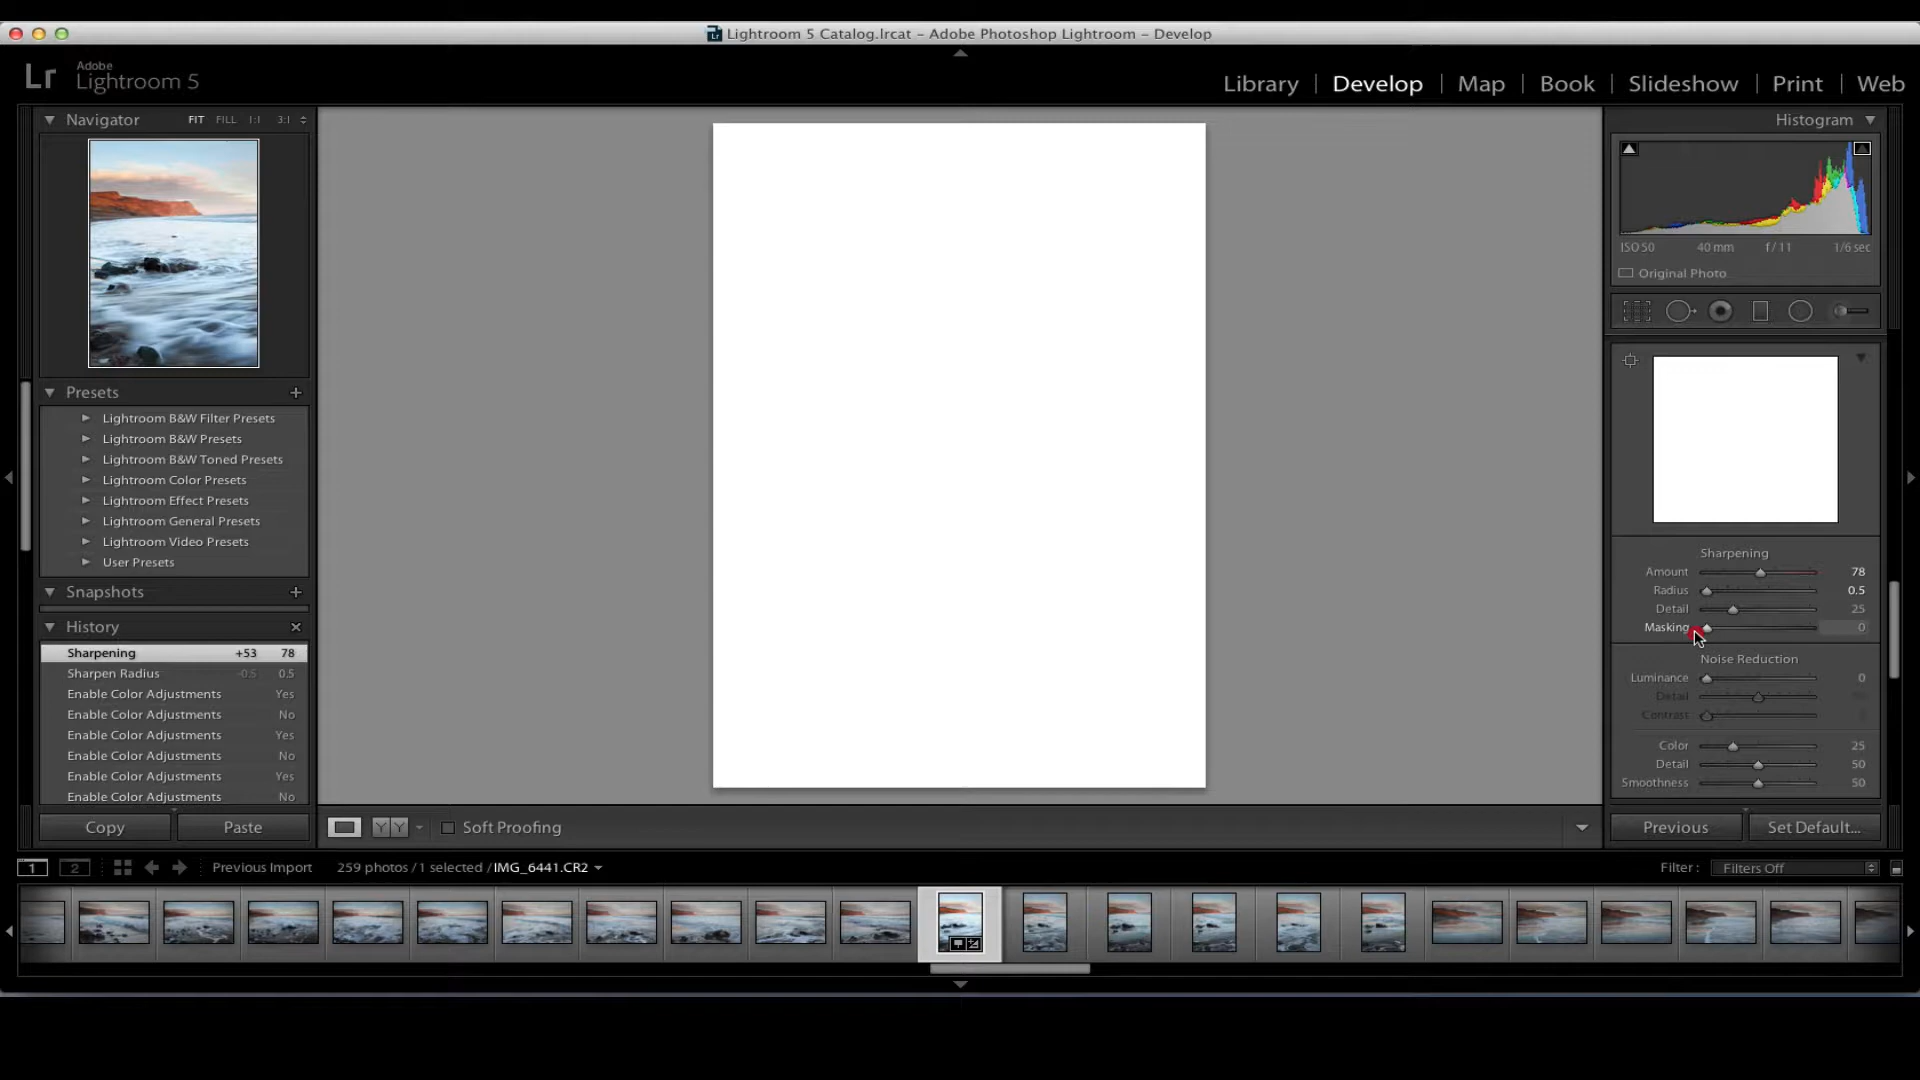 Lightroom 5 Catalog.lrcat – Adobe Photoshop Lightroom – Develop
Lr Adobe Lightroom 5
Library | Develop | Map | Book | Slideshow | Print | Web
Navigator FIT FILL 1:1 3:1
Presets +
Lightroom B&W Filter Presets
Lightroom B&W Presets
Lightroom B&W Toned Presets
Lightroom Color Presets
Lightroom Effect Presets
Lightroom General Presets
Lightroom Video Presets
User Presets
Snapshots +
History ×
Sharpening +53 78
Sharpen Radius -0.5 0.5
Enable Color Adjustments Yes
Enable Color Adjustments No
Enable Color Adjustments Yes
Enable Color Adjustments No
Enable Color Adjustments Yes
Enable Color Adjustments No
Copy Paste
Soft Proofing
Histogram
ISO 50 40 mm f/11 1/6 sec
Original Photo
Sharpening
Amount 78
Radius 0.5
Detail 25
Masking 0
Noise Reduction
Luminance 0
Detail
Contrast
Color 25
Detail 50
Smoothness 50
Previous Set Default...
1 2 Previous Import 259 photos / 1 selected / IMG_6441.CR2 Filter : Filters Off